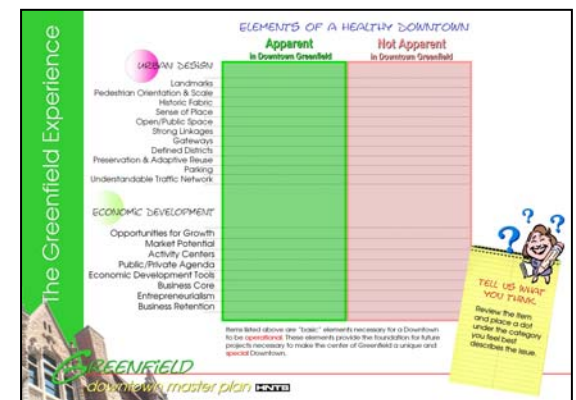 The Greenfield Experience
ELEMENTS OF A HEALTHY DOWNTOWN
Apparent
in Downtown Greenfield
Not Apparent
in Downtown Greenfield
URBAN DESIGN
Landmarks
Pedestrian Orientation & Scale
Historic Fabric
Sense of Place
Open/Public Space
Strong Linkages
Gateways
Defined Districts
Preservation & Adaptive Reuse
Parking
Understandable Traffic Network
ECONOMIC DEVELOPMENT
Opportunities for Growth
Market Potential
Activity Centers
Public/Private Agenda
Economic Development Tools
Business Core
Entrepreneurialism
Business Retention
Items listed above are "basic" elements necessary for a Downtown
to be operational. These elements provide the foundation for future
projects necessary to make the center of Greenfield a unique and
special Downtown.
? ?
?
TELL US WHAT
YOU THINK
Review the item
and place a dot
under the category
you feel best
describes the issue.
GREENFIELD
downtown master plan HNTB